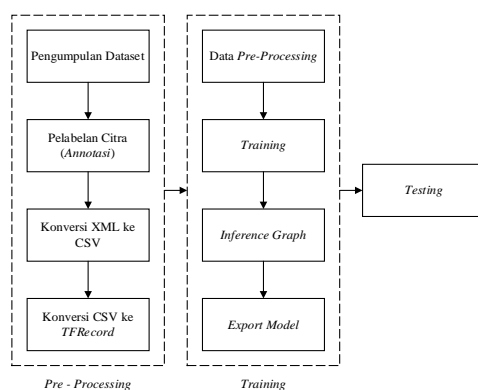 Pengumpulan Dataset
Pelabelan Citra
(Annotasi)
Konversi XML ke
CSV
Konversi CSV ke
TFRecord
Pre - Processing
Data Pre-Processing
Training
Inference Graph
Export Model
Training
Testing